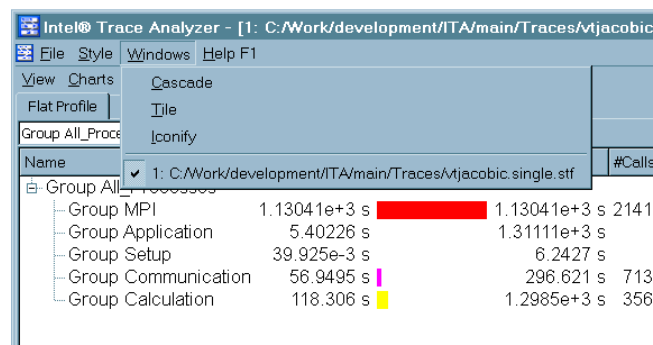 Intel® Trace Analyzer - [1: C:/Work/development/ITA/main/Traces/vtjacobic
File Style Windows Help F1
View Charts
Cascade
Flat Profile
Tile
Group All_Proce
Iconify
Name
1: C:/Work/development/ITA/main/Traces/vtjacobic.single.stf
#Calls
Group All_Processes
Group MPI 1.13041e+3 s 1.13041e+3 s 2141
Group Application 5.40226 s 1.31111e+3 s
Group Setup 39.925e-3 s 6.2427 s
Group Communication 56.9495 s 296.621 s 713
Group Calculation 118.306 s 1.2985e+3 s 356